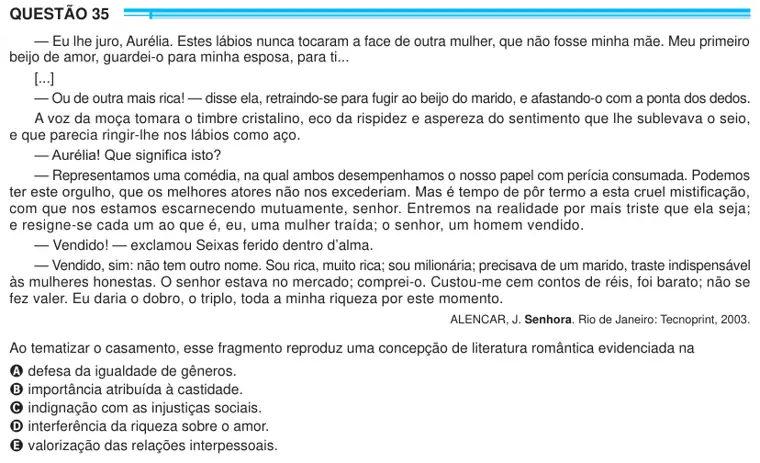 QUESTÃO 35
— Eu lhe juro, Aurélia. Estes lábios nunca tocaram a face de outra mulher, que não fosse minha mãe. Meu primeiro
beijo de amor, guardei-o para minha esposa, para ti...
[...]
— Ou de outra mais rica! — disse ela, retraindo-se para fugir ao beijo do marido, e afastando-o com a ponta dos dedos.
A voz da moça tomara o timbre cristalino, eco da rispidez e aspereza do sentimento que lhe sublevava o seio,
e que parecia ringir-lhe nos lábios como aço.
— Aurélia! Que significa isto?
— Representamos uma comédia, na qual ambos desempenhamos o nosso papel com perícia consumada. Podemos
ter este orgulho, que os melhores atores não nos excederiam. Mas é tempo de pôr termo a esta cruel mistificação,
com que nos estamos escarnecendo mutuamente, senhor. Entremos na realidade por mais triste que ela seja;
e resigne-se cada um ao que é, eu, uma mulher traída; o senhor, um homem vendido.
— Vendido! — exclamou Seixas ferido dentro d'alma.
— Vendido, sim: não tem outro nome. Sou rica, muito rica; sou milionária; precisava de um marido, traste indispensável
às mulheres honestas. O senhor estava no mercado; comprei-o. Custou-me cem contos de réis, foi barato; não se
fez valer. Eu daria o dobro, o triplo, toda a minha riqueza por este momento.
ALENCAR, J. Senhora. Rio de Janeiro: Tecnoprint, 2003.
Ao tematizar o casamento, esse fragmento reproduz uma concepção de literatura romântica evidenciada na
A defesa da igualdade de gêneros.
B importância atribuída à castidade.
C indignação com as injustiças sociais.
D interferência da riqueza sobre o amor.
E valorização das relações interpessoais.